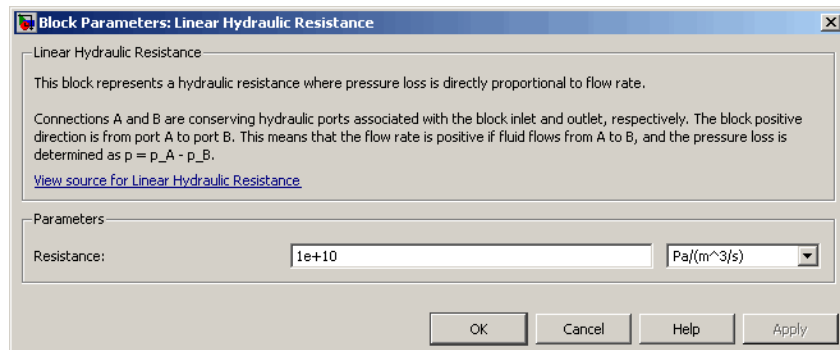 Block Parameters: Linear Hydraulic Resistance
Linear Hydraulic Resistance
This block represents a hydraulic resistance where pressure loss is directly proportional to flow rate.
Connections A and B are conserving hydraulic ports associated with the block inlet and outlet, respectively. The block positive
direction is from port A to port B. This means that the flow rate is positive if fluid flows from A to B, and the pressure loss is
determined as p = p_A - p_B.
View source for Linear Hydraulic Resistance
Parameters
Resistance: 1e+10 Pa/(m^3/s)
OK Cancel Help Apply